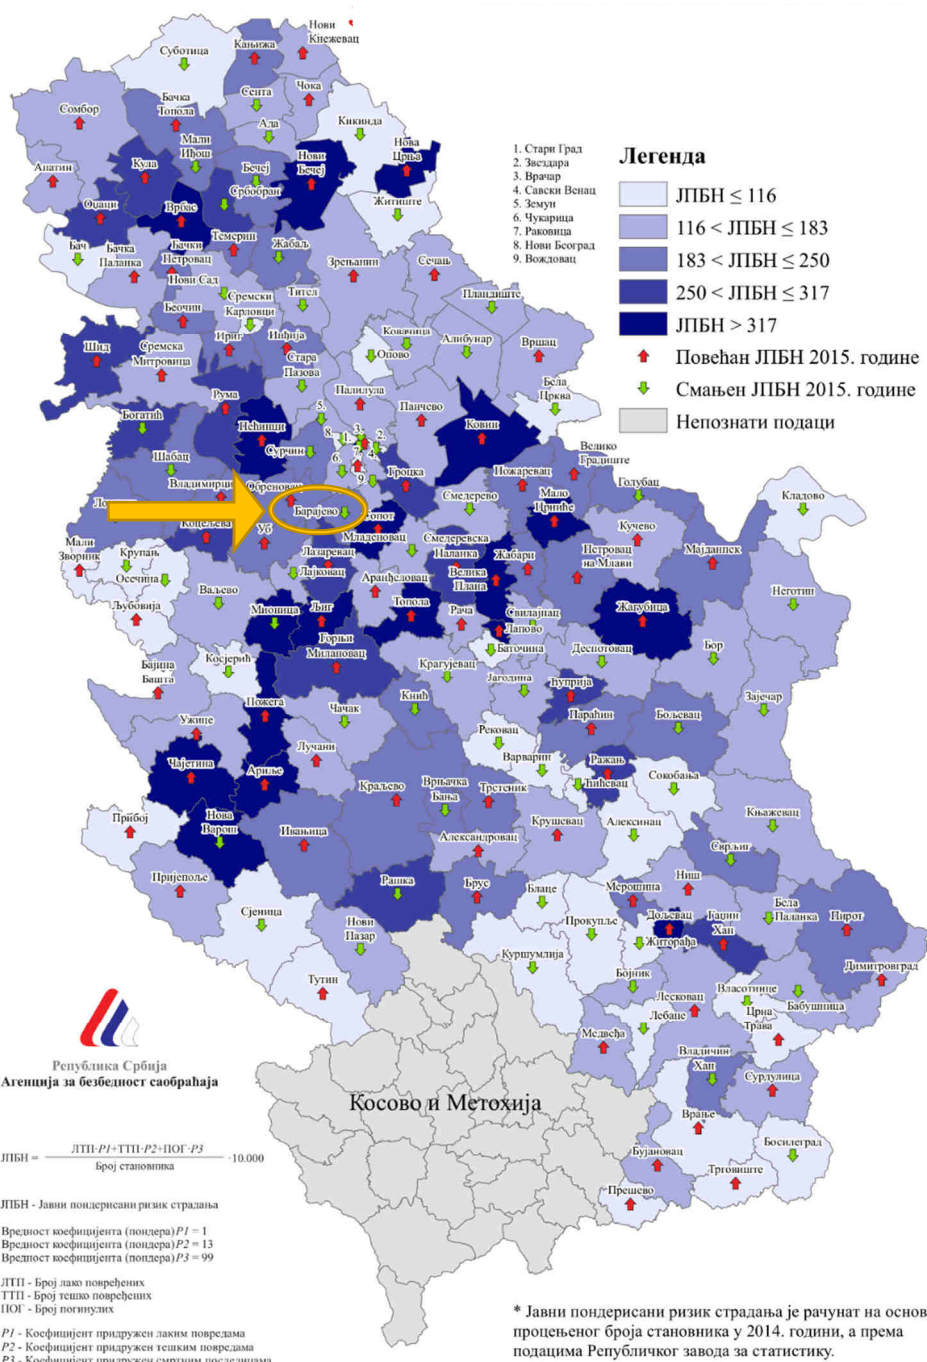 Суботица
Кањижа
Нови
Кнежевац
Сента
Чока
Сомбор
Бачка
Топола
Мали
Иђош
Ада
Кикинда
Нова
Црња
Апатин
Кула
Бечеј
Нови
Бечеј
Србобран
Житиште
Оџаци
Врбас
Бач
Бачка
Паланка
Бачки
Петровац
Темерин
Жабаљ
Зрењанин
Сечањ
Нови Сад
Тител
Пландиште
Беочин
Сремски
Карловци
Ковачица
Опово
Алибунар
Вршац
Шид
Сремска
Митровица
Ириг
Инђија
Стара
Пазова
Бела
Црква
Рума
Палилула
Панчево
Богатић
Пећинци
Сурчин
5.
8.
1.
3.
2.
7.
4.
6.
9.
Ковин
Шабац
Гроцка
Пожаревац
Велико
Градиште
Голубац
Кладово
Владимирци
Обреновац
Барајево
Сопот
Смедерево
Мало
Црниће
Коцељева
Уб
Младеновац
Кучево
Мали
Зворник
Крупањ
Осечина
Лазаревац
Лајковац
Смедеревска
Паланка
Жабари
Петровац
на Млави
Мајданпек
Љубовија
Ваљево
Аранђеловац
Велика
Плана
Неготин
Мионица
Љиг
Топола
Рача
Свилајнац
Лапово
Жагубица
Горњи
Милановац
Баточина
Деспотовац
Бор
Бајина
Башта
Косјерић
Крагујевац
Јагодина
Ћуприја
Зајечар
Пожега
Чачак
Кнић
Параћин
Бољевац
Ужице
Лучани
Рековац
Варварин
Ражањ
Чајетина
Ариље
Краљево
Врњачка
Бања
Трстеник
Ћићевац
Сокобања
Прибој
Нова
Варош
Ивањица
Александровац
Крушевац
Алексинац
Књажевац
Сврљиг
Пријепоље
Рашка
Брус
Блаце
Мерошина
Ниш
Бела
Паланка
Пирот
Сјеница
Нови
Пазар
Прокупље
Дољевац
Гаџин
Хан
Житорађа
Куршумлија
Димитровград
Тутин
Бојник
Власотинце
Бабушница
Лесковац
Црна
Трава
Лебане
Медвеђа
Владичин
Хан
Сурдулица
Врање
Босилеград
Бујановац
Трговиште
Прешево
Косово и Метохија
1. Стари Град
2. Звездара
3. Врачар
4. Савски Венац
5. Земун
6. Чукарица
7. Раковица
8. Нови Београд
9. Вождовац
Легенда
ЈПБН ≤ 116
116 < ЈПБН ≤ 183
183 < ЈПБН ≤ 250
250 < ЈПБН ≤ 317
ЈПБН > 317
Повећан ЈПБН 2015. године
Смањен ЈПБН 2015. године
Непознати подаци
Република Србија
Агенција за безбедност саобраћаја
ЈПБН = ЛТП·P1+ТТП·P2+ПОГ·P3 ·10.000
Број становника
ЈПБН - Јавни пондерисани ризик страдања
Вредност коефицијента (пондера) P1 = 1
Вредност коефицијента (пондера) P2 = 13
Вредност коефицијента (пондера) P3 = 99
ЛТП - Број лако повређених
ТТП - Број тешко повређених
ПОГ - Број погинулих
P1 - Коефицијент придружен лаким повредама
P2 - Коефицијент придружен тешким повредама
P3 - Коефицијент придружен смртним последицама
* Јавни пондерисани ризик страдања је рачунат на основ
процењеног броја становника у 2014. години, а према
подацима Републичког завода за статистику.